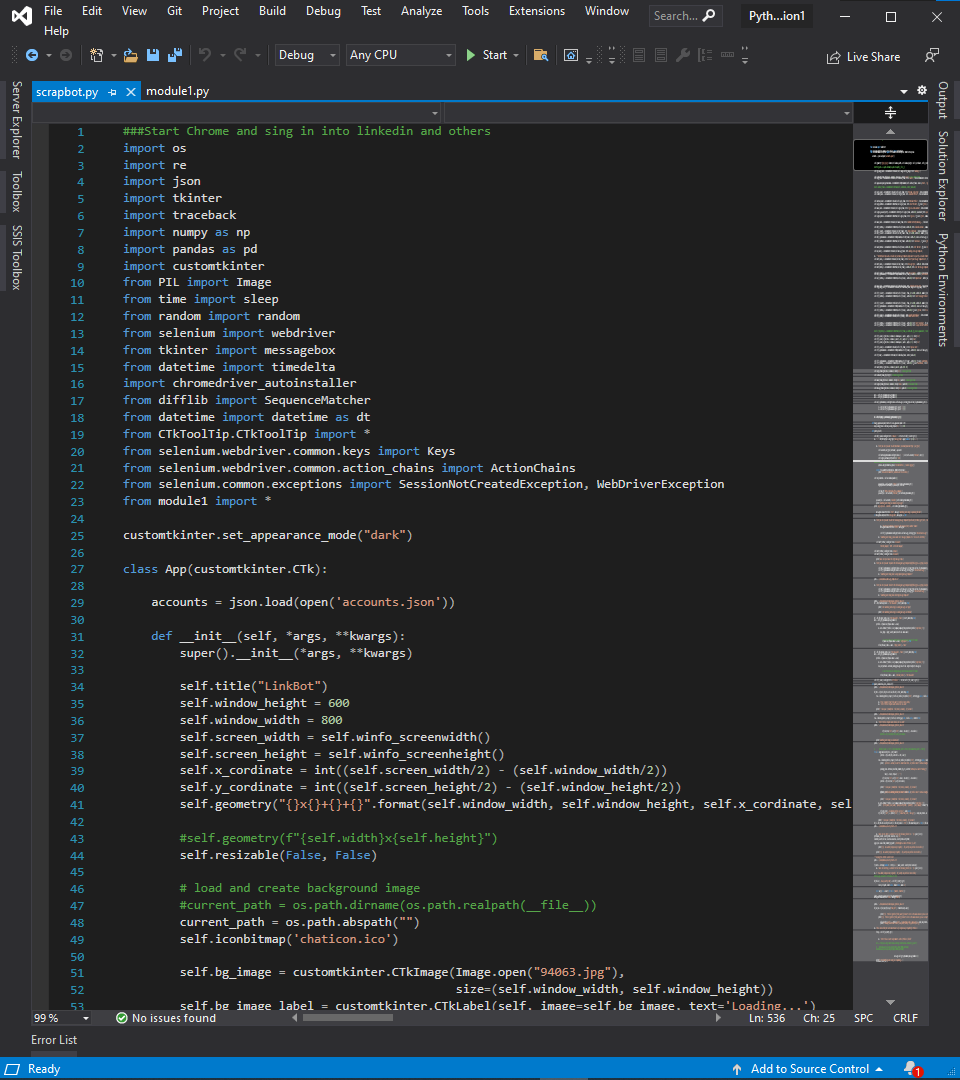 File Edit View Git Project Build Debug Test Analyze Tools Extensions Window Search... Pyth...ion1
Help
Debug Any CPU Start Live Share
scrapbot.py module1.py
Server Explorer
Toolbox
SSIS Toolbox
Output
Solution Explorer
Python Environments
1 ###Start Chrome and sing in into linkedin and others
2 import os
3 import re
4 import json
5 import tkinter
6 import traceback
7 import numpy as np
8 import pandas as pd
9 import customtkinter
10 from PIL import Image
11 from time import sleep
12 from random import random
13 from selenium import webdriver
14 from tkinter import messagebox
15 from datetime import timedelta
16 import chromedriver_autoinstaller
17 from difflib import SequenceMatcher
18 from datetime import datetime as dt
19 from CTkToolTip.CTkToolTip import *
20 from selenium.webdriver.common.keys import Keys
21 from selenium.webdriver.common.action_chains import ActionChains
22 from selenium.common.exceptions import SessionNotCreatedException, WebDriverException
23 from module1 import *
24
25 customtkinter.set_appearance_mode("dark")
26
27 class App(customtkinter.CTk):
28
29 accounts = json.load(open('accounts.json'))
30
31 def __init__(self, *args, **kwargs):
32 super().__init__(*args, **kwargs)
33
34 self.title("LinkBot")
35 self.window_height = 600
36 self.window_width = 800
37 self.screen_width = self.winfo_screenwidth()
38 self.screen_height = self.winfo_screenheight()
39 self.x_cordinate = int((self.screen_width/2) - (self.window_width/2))
40 self.y_cordinate = int((self.screen_height/2) - (self.window_height/2))
41 self.geometry("{}x{}+{}+{}".format(self.window_width, self.window_height, self.x_cordinate, sel
42
43 #self.geometry(f"{self.width}x{self.height}")
44 self.resizable(False, False)
45
46 # load and create background image
47 #current_path = os.path.dirname(os.path.realpath(__file__))
48 current_path = os.path.abspath("")
49 self.iconbitmap('chaticon.ico')
50
51 self.bg_image = customtkinter.CTkImage(Image.open("94063.jpg"),
52 size=(self.window_width, self.window_height))
53 self.bg_image_label = customtkinter.CTkLabel(self, image=self.bg_image, text='Loading...')
99 % No issues found Ln: 536 Ch: 25 SPC CRLF
Error List
Ready Add to Source Control 1